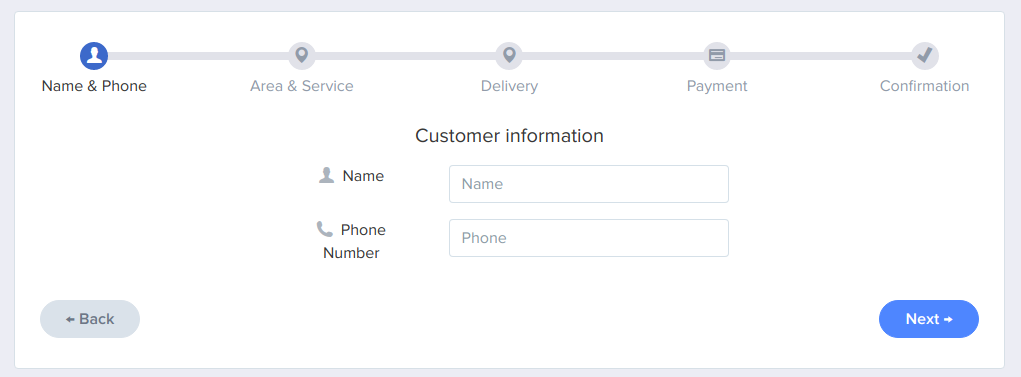 Name & Phone
Area & Service
Delivery
Payment
Confirmation
Customer information
Name
Name
Phone
Number
Phone
← Back
Next →